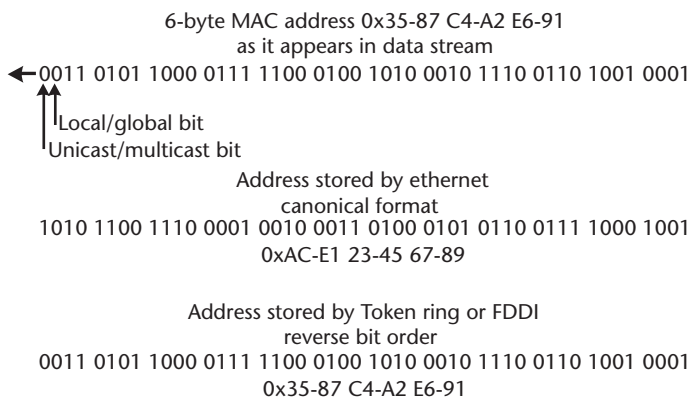 6-byte MAC address 0x35-87 C4-A2 E6-91
as it appears in data stream
0011 0101 1000 0111 1100 0100 1010 0010 1110 0110 1001 0001
Local/global bit
Unicast/multicast bit
Address stored by ethernet
canonical format
1010 1100 1110 0001 0010 0011 0100 0101 0110 0111 1000 1001
0xAC-E1 23-45 67-89
Address stored by Token ring or FDDI
reverse bit order
0011 0101 1000 0111 1100 0100 1010 0010 1110 0110 1001 0001
0x35-87 C4-A2 E6-91